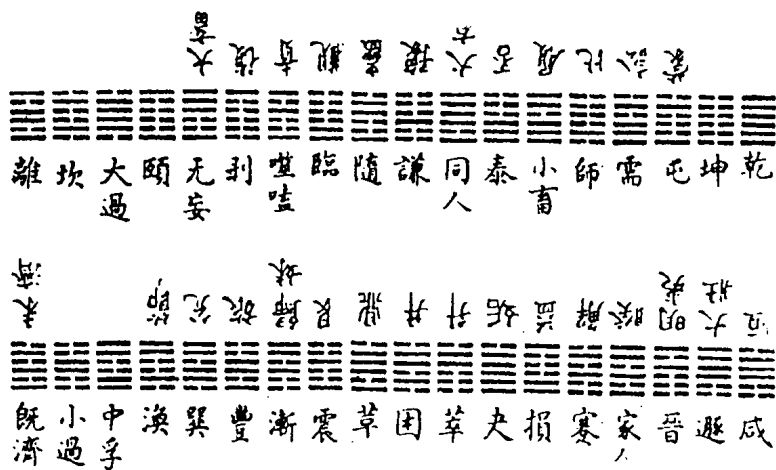 蒙 訟 比 履 否 大有 豫 蠱 觀 賁 復 大畜
乾 坤 屯 需 師 小畜 泰 同人 謙 隨 臨 噬嗑 剥 无妄 頤 大過 坎 離
恒 大壯 明夷 睽 解 益 姤 升 井 鼎 艮 歸妹 旅 兌 節 未濟
咸 遯 晉 家人 蹇 損 夬 萃 困 革 震 漸 豐 巽 渙 中孚 小過 既濟